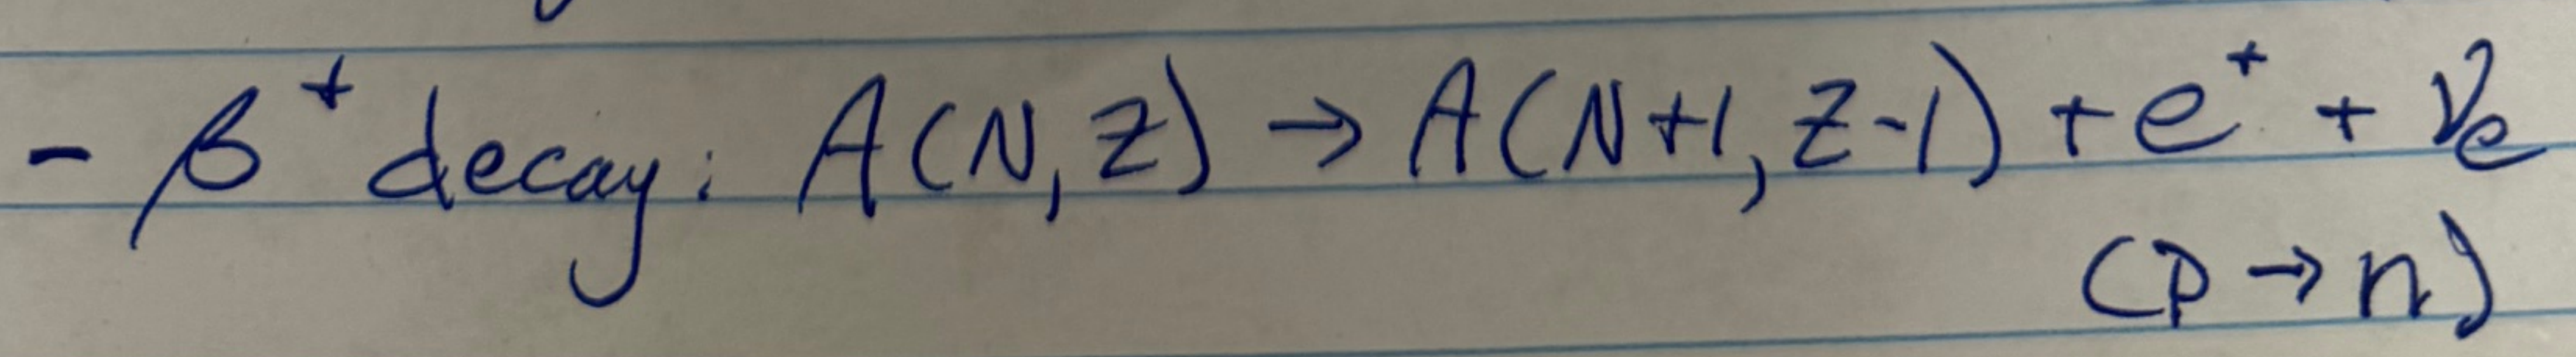 - β⁺ decay: A(N,Z) → A(N+1,Z-1) + e⁺ + νₑ
(p → n)